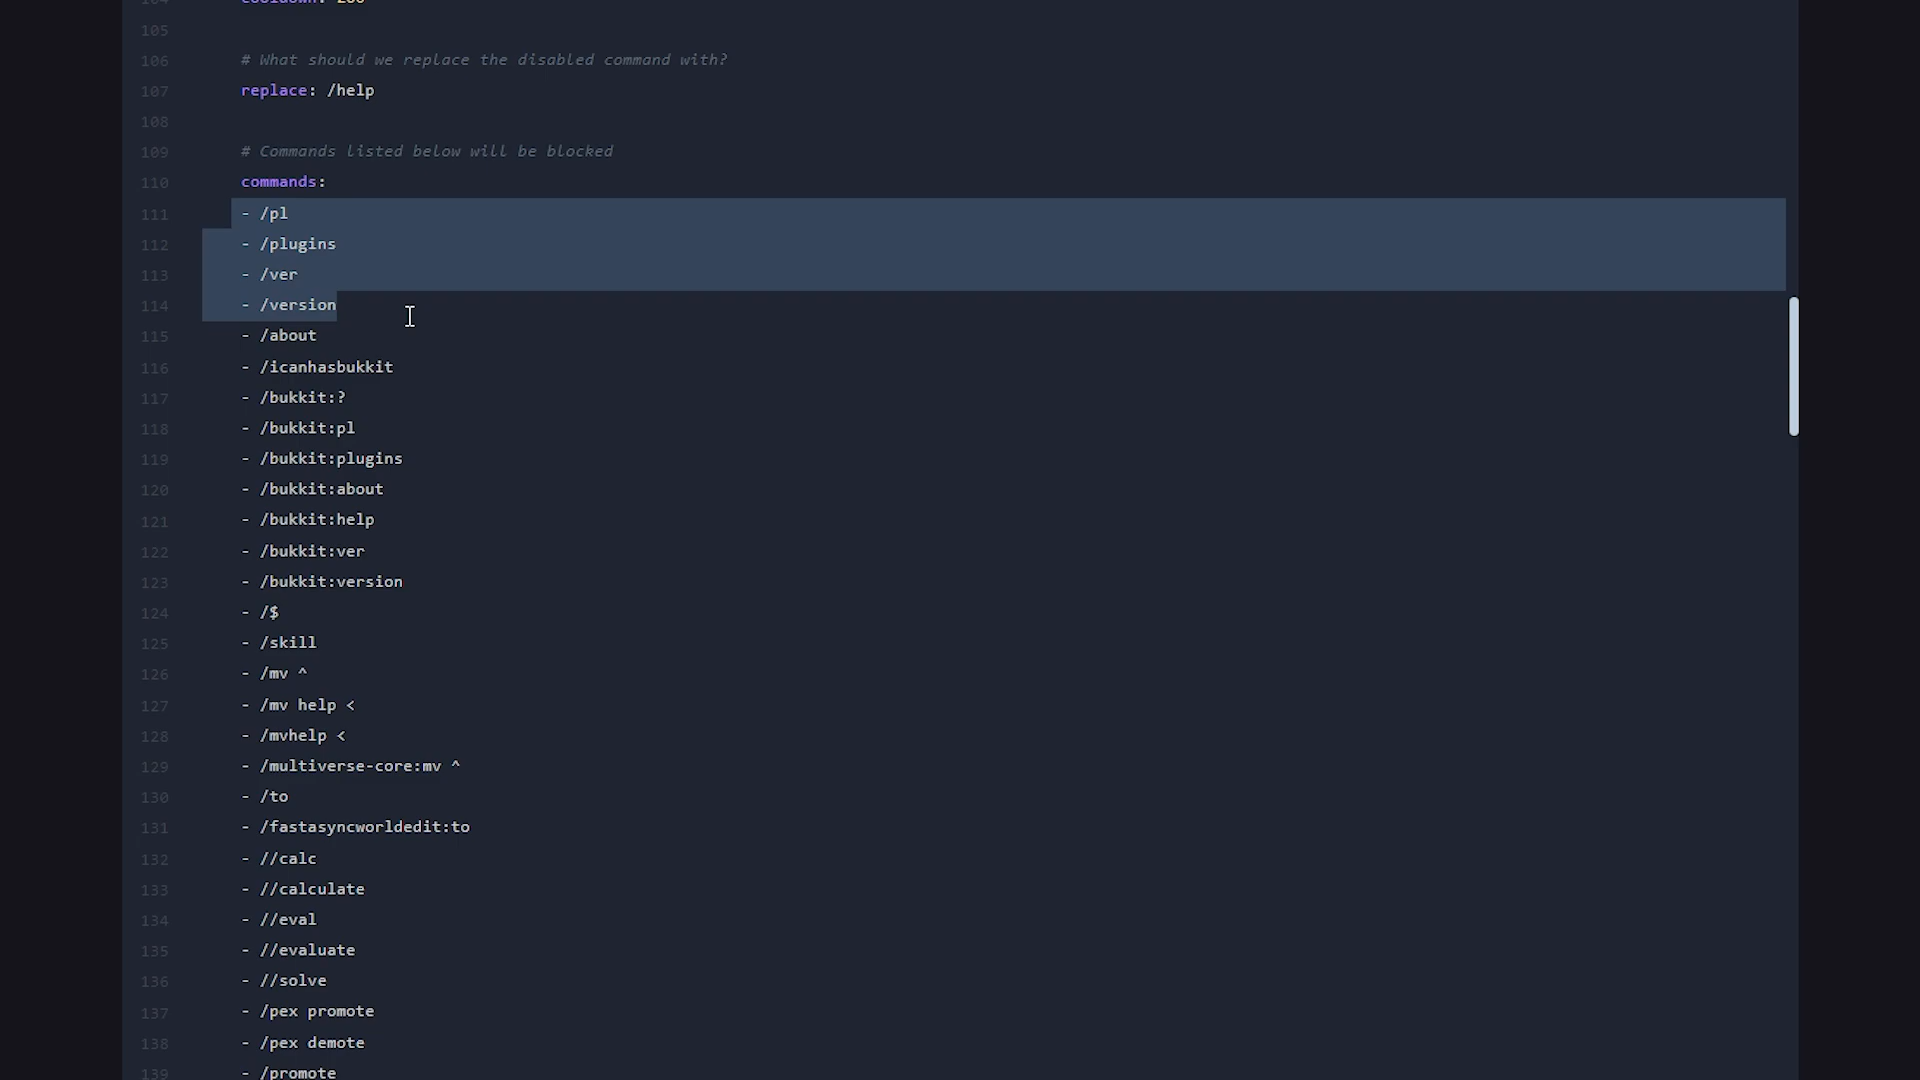 105
106 # What should we replace the disabled command with?
107 replace: /help
108
109 # Commands listed below will be blocked
110 commands:
111 - /pl
112 - /plugins
113 - /ver
114 - /version
115 - /about
116 - /icanhasbukkit
117 - /bukkit:?
118 - /bukkit:pl
119 - /bukkit:plugins
120 - /bukkit:about
121 - /bukkit:help
122 - /bukkit:ver
123 - /bukkit:version
124 - /$
125 - /skill
126 - /mv ^
127 - /mv help <
128 - /mvhelp <
129 - /multiverse-core:mv ^
130 - /to
131 - /fastasyncworldedit:to
132 - //calc
133 - //calculate
134 - //eval
135 - //evaluate
136 - //solve
137 - /pex promote
138 - /pex demote
139 - /promote